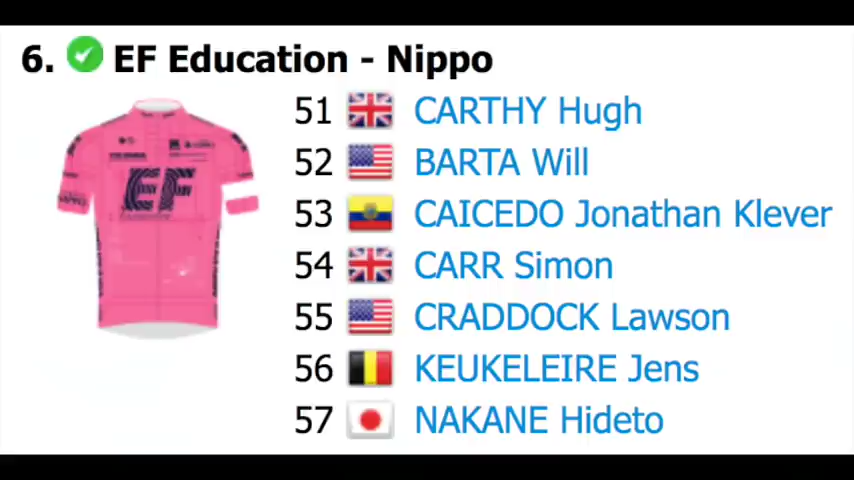 6. EF Education - Nippo
EF
51 CARTHY Hugh
52 BARTA Will
53 CAICEDO Jonathan Klever
54 CARR Simon
55 CRADDOCK Lawson
56 KEUKELEIRE Jens
57 NAKANE Hideto